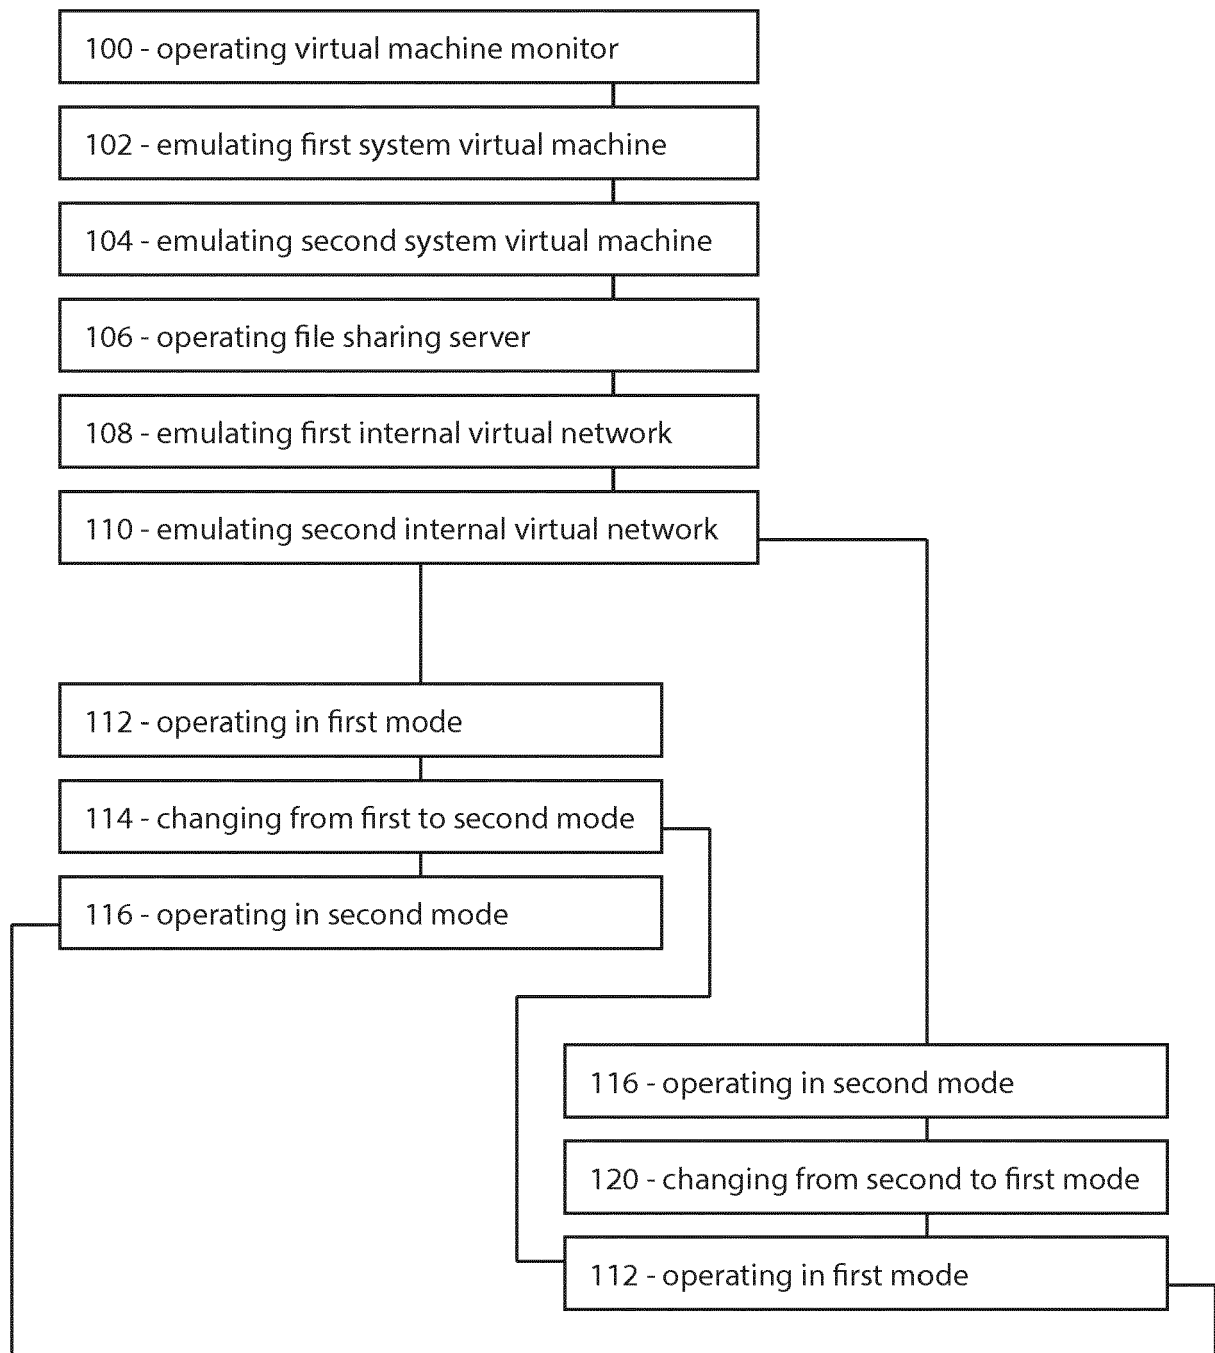 100 - operating virtual machine monitor
102 - emulating first system virtual machine
104 - emulating second system virtual machine
106 - operating file sharing server
108 - emulating first internal virtual network
110 - emulating second internal virtual network
112 - operating in first mode
114 - changing from first to second mode
116 - operating in second mode
116 - operating in second mode
120 - changing from second to first mode
112 - operating in first mode